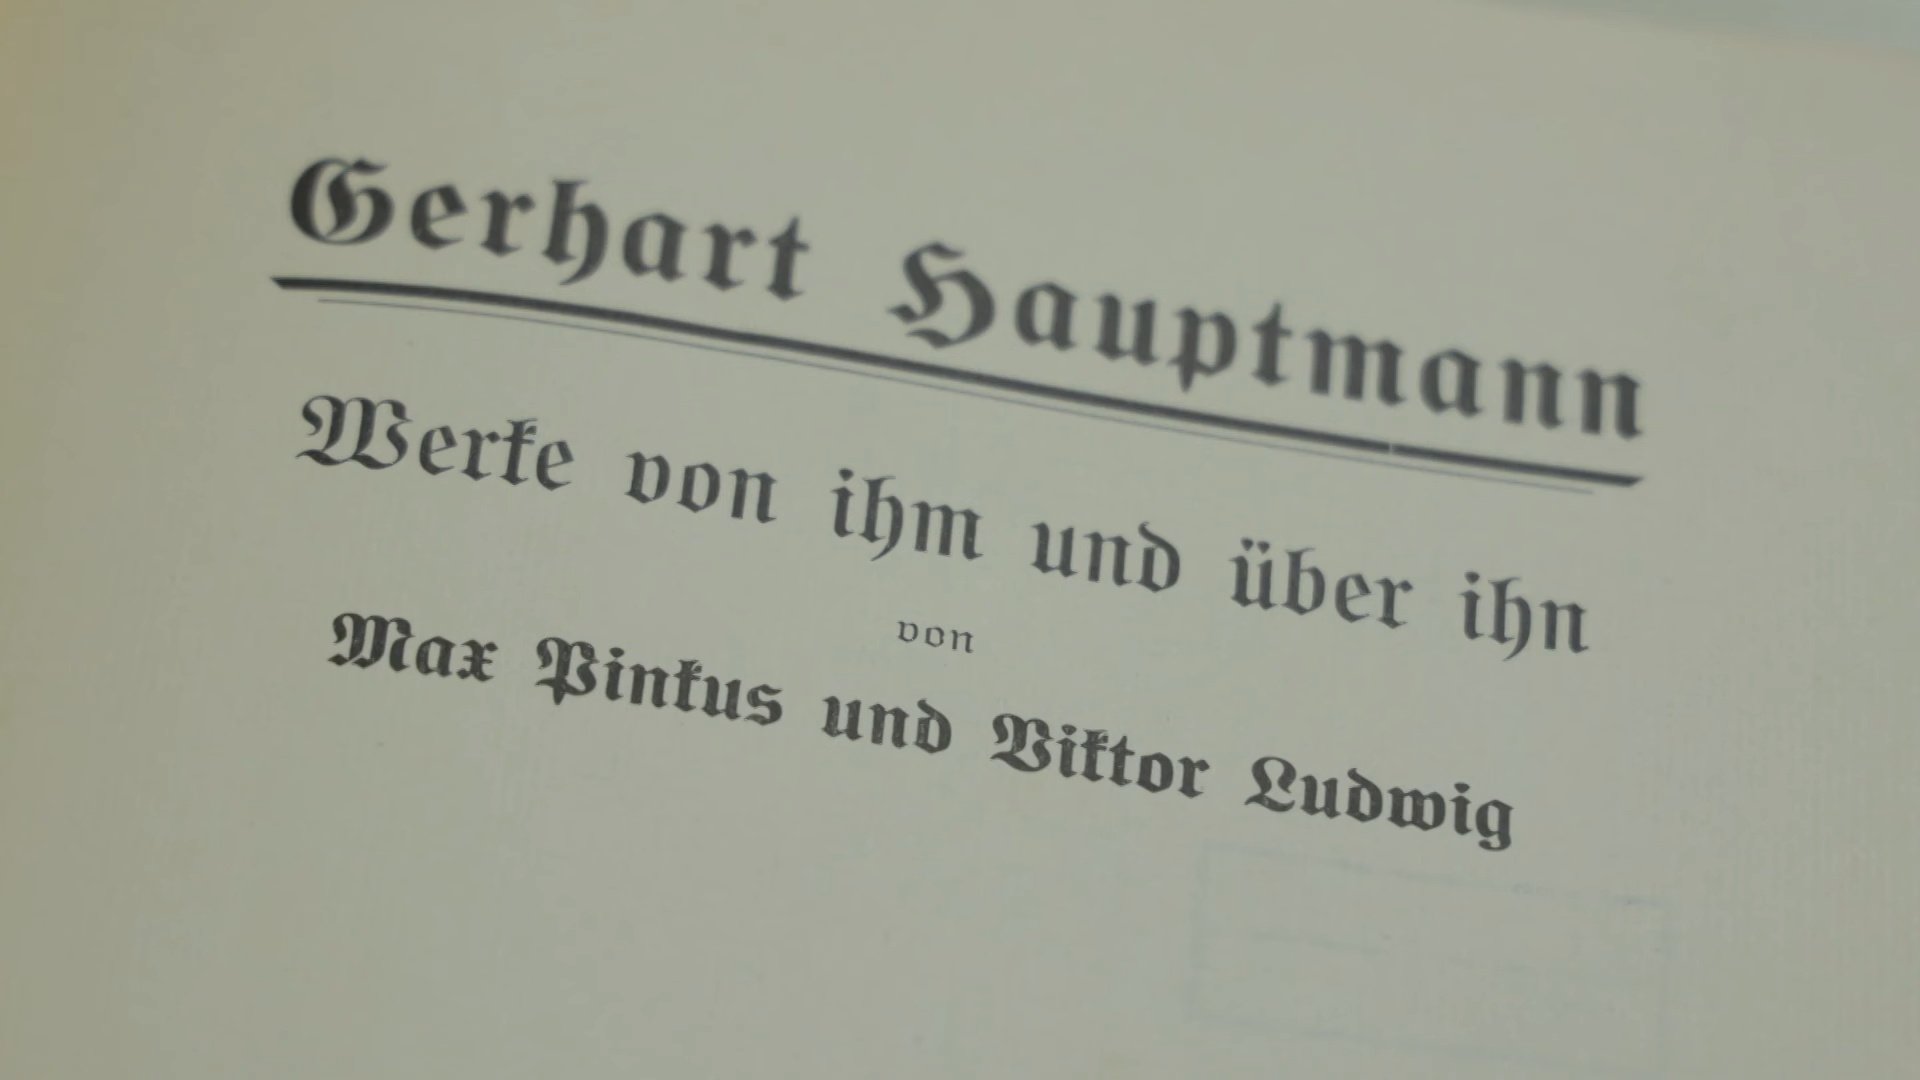 Gerhart Hauptmann
Werke von ihm und über ihn
von
Max Pinkus und Viktor Ludwig